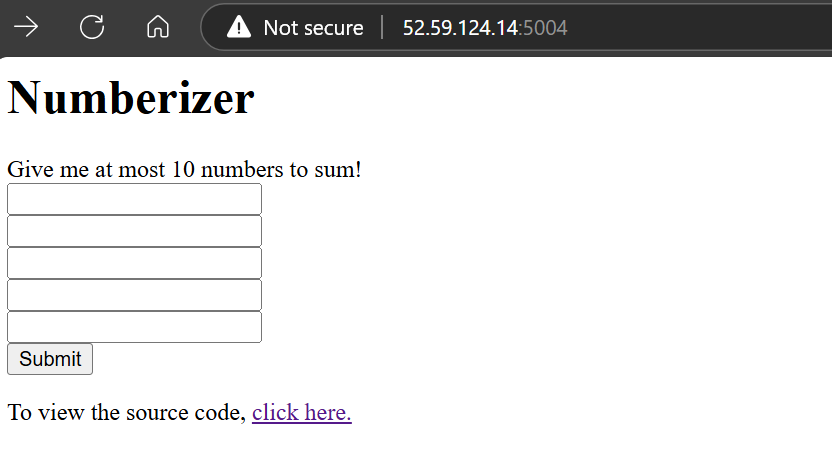 Not secure 52.59.124.14:5004
Numberizer
Give me at most 10 numbers to sum!
Submit
To view the source code, click here.